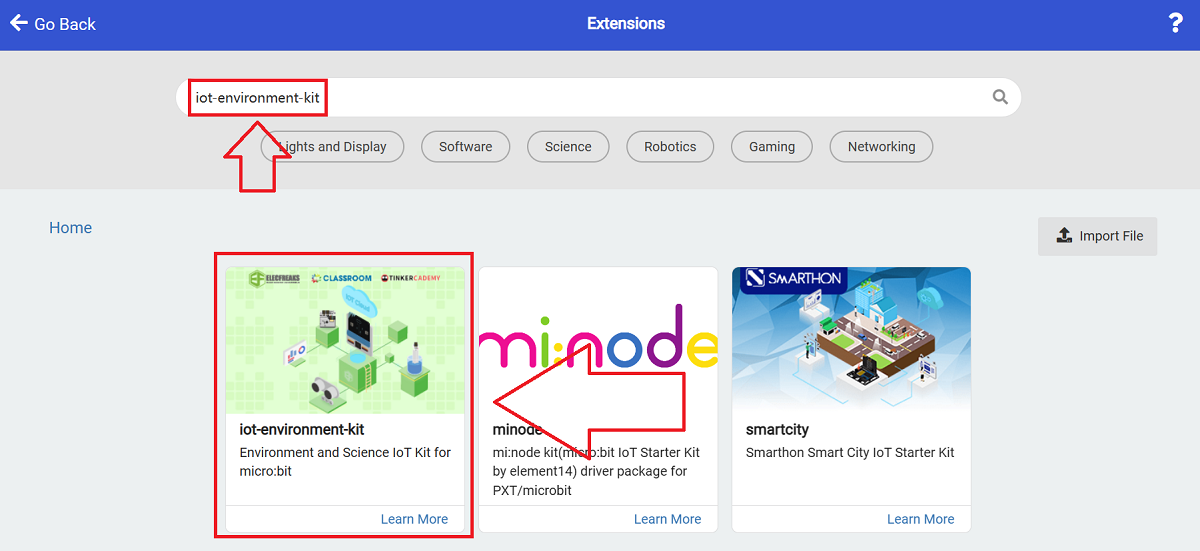 Go Back
Extensions
?
iot-environment-kit
Lights and Display
Software
Science
Robotics
Gaming
Networking
Home
Import File
ELECFREAKS
CLASSROOM
TINKERCADEMY
IOT Cloud
iot-environment-kit
Environment and Science IoT Kit for
micro:bit
Learn More
mi:node
minode
mi:node kit(micro:bit IoT Starter Kit
by element14) driver package for
PXT/microbit
Learn More
SMARTHON
smartcity
Smarthon Smart City IoT Starter Kit
Learn More